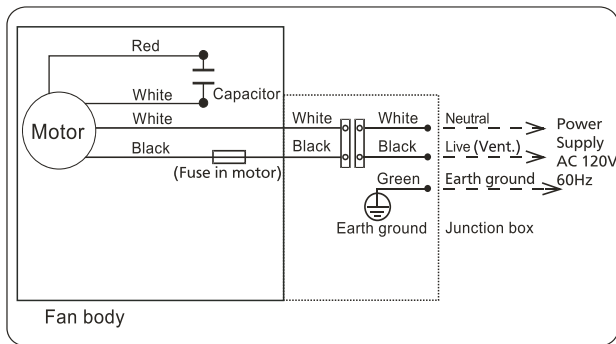 Red
White
Capacitor
White
Motor
Black
(Fuse in motor)
White
White
Black
Black
Green
Earth ground
Neutral
Live (Vent.)
Earth ground
Junction box
Power
Supply
AC 120V
60Hz
Fan body